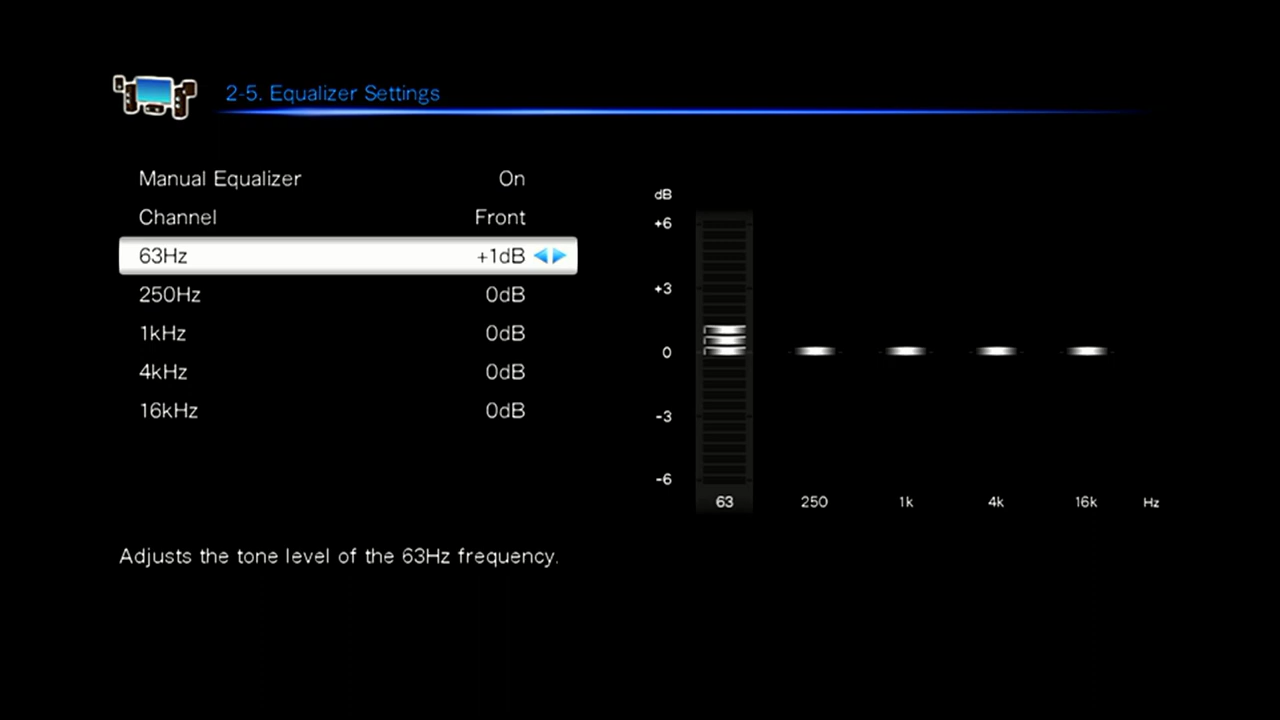 2-5. Equalizer Settings
Manual Equalizer On
Channel Front
63Hz +1dB
250Hz 0dB
1kHz 0dB
4kHz 0dB
16kHz 0dB
dB
+6
+3
0
-3
-6
63 250 1k 4k 16k Hz
Adjusts the tone level of the 63Hz frequency.